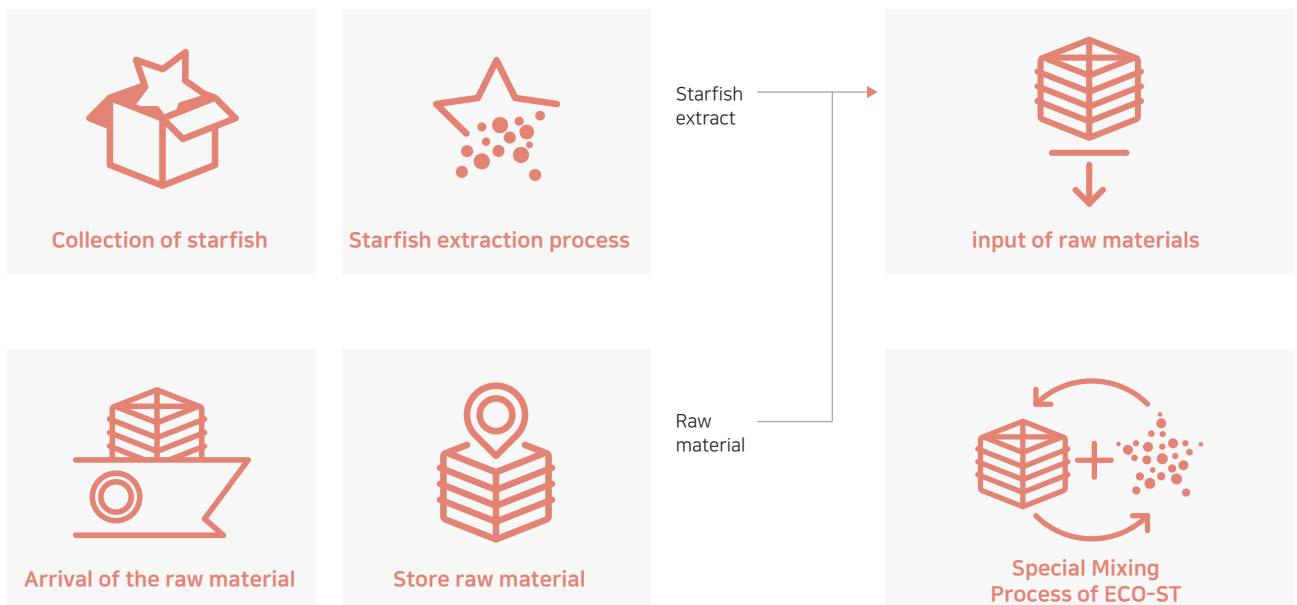 Collection of starfish
Starfish extraction process
Starfish
extract
input of raw materials
Arrival of the raw material
Store raw material
Raw
material
Special Mixing
Process of ECO-ST